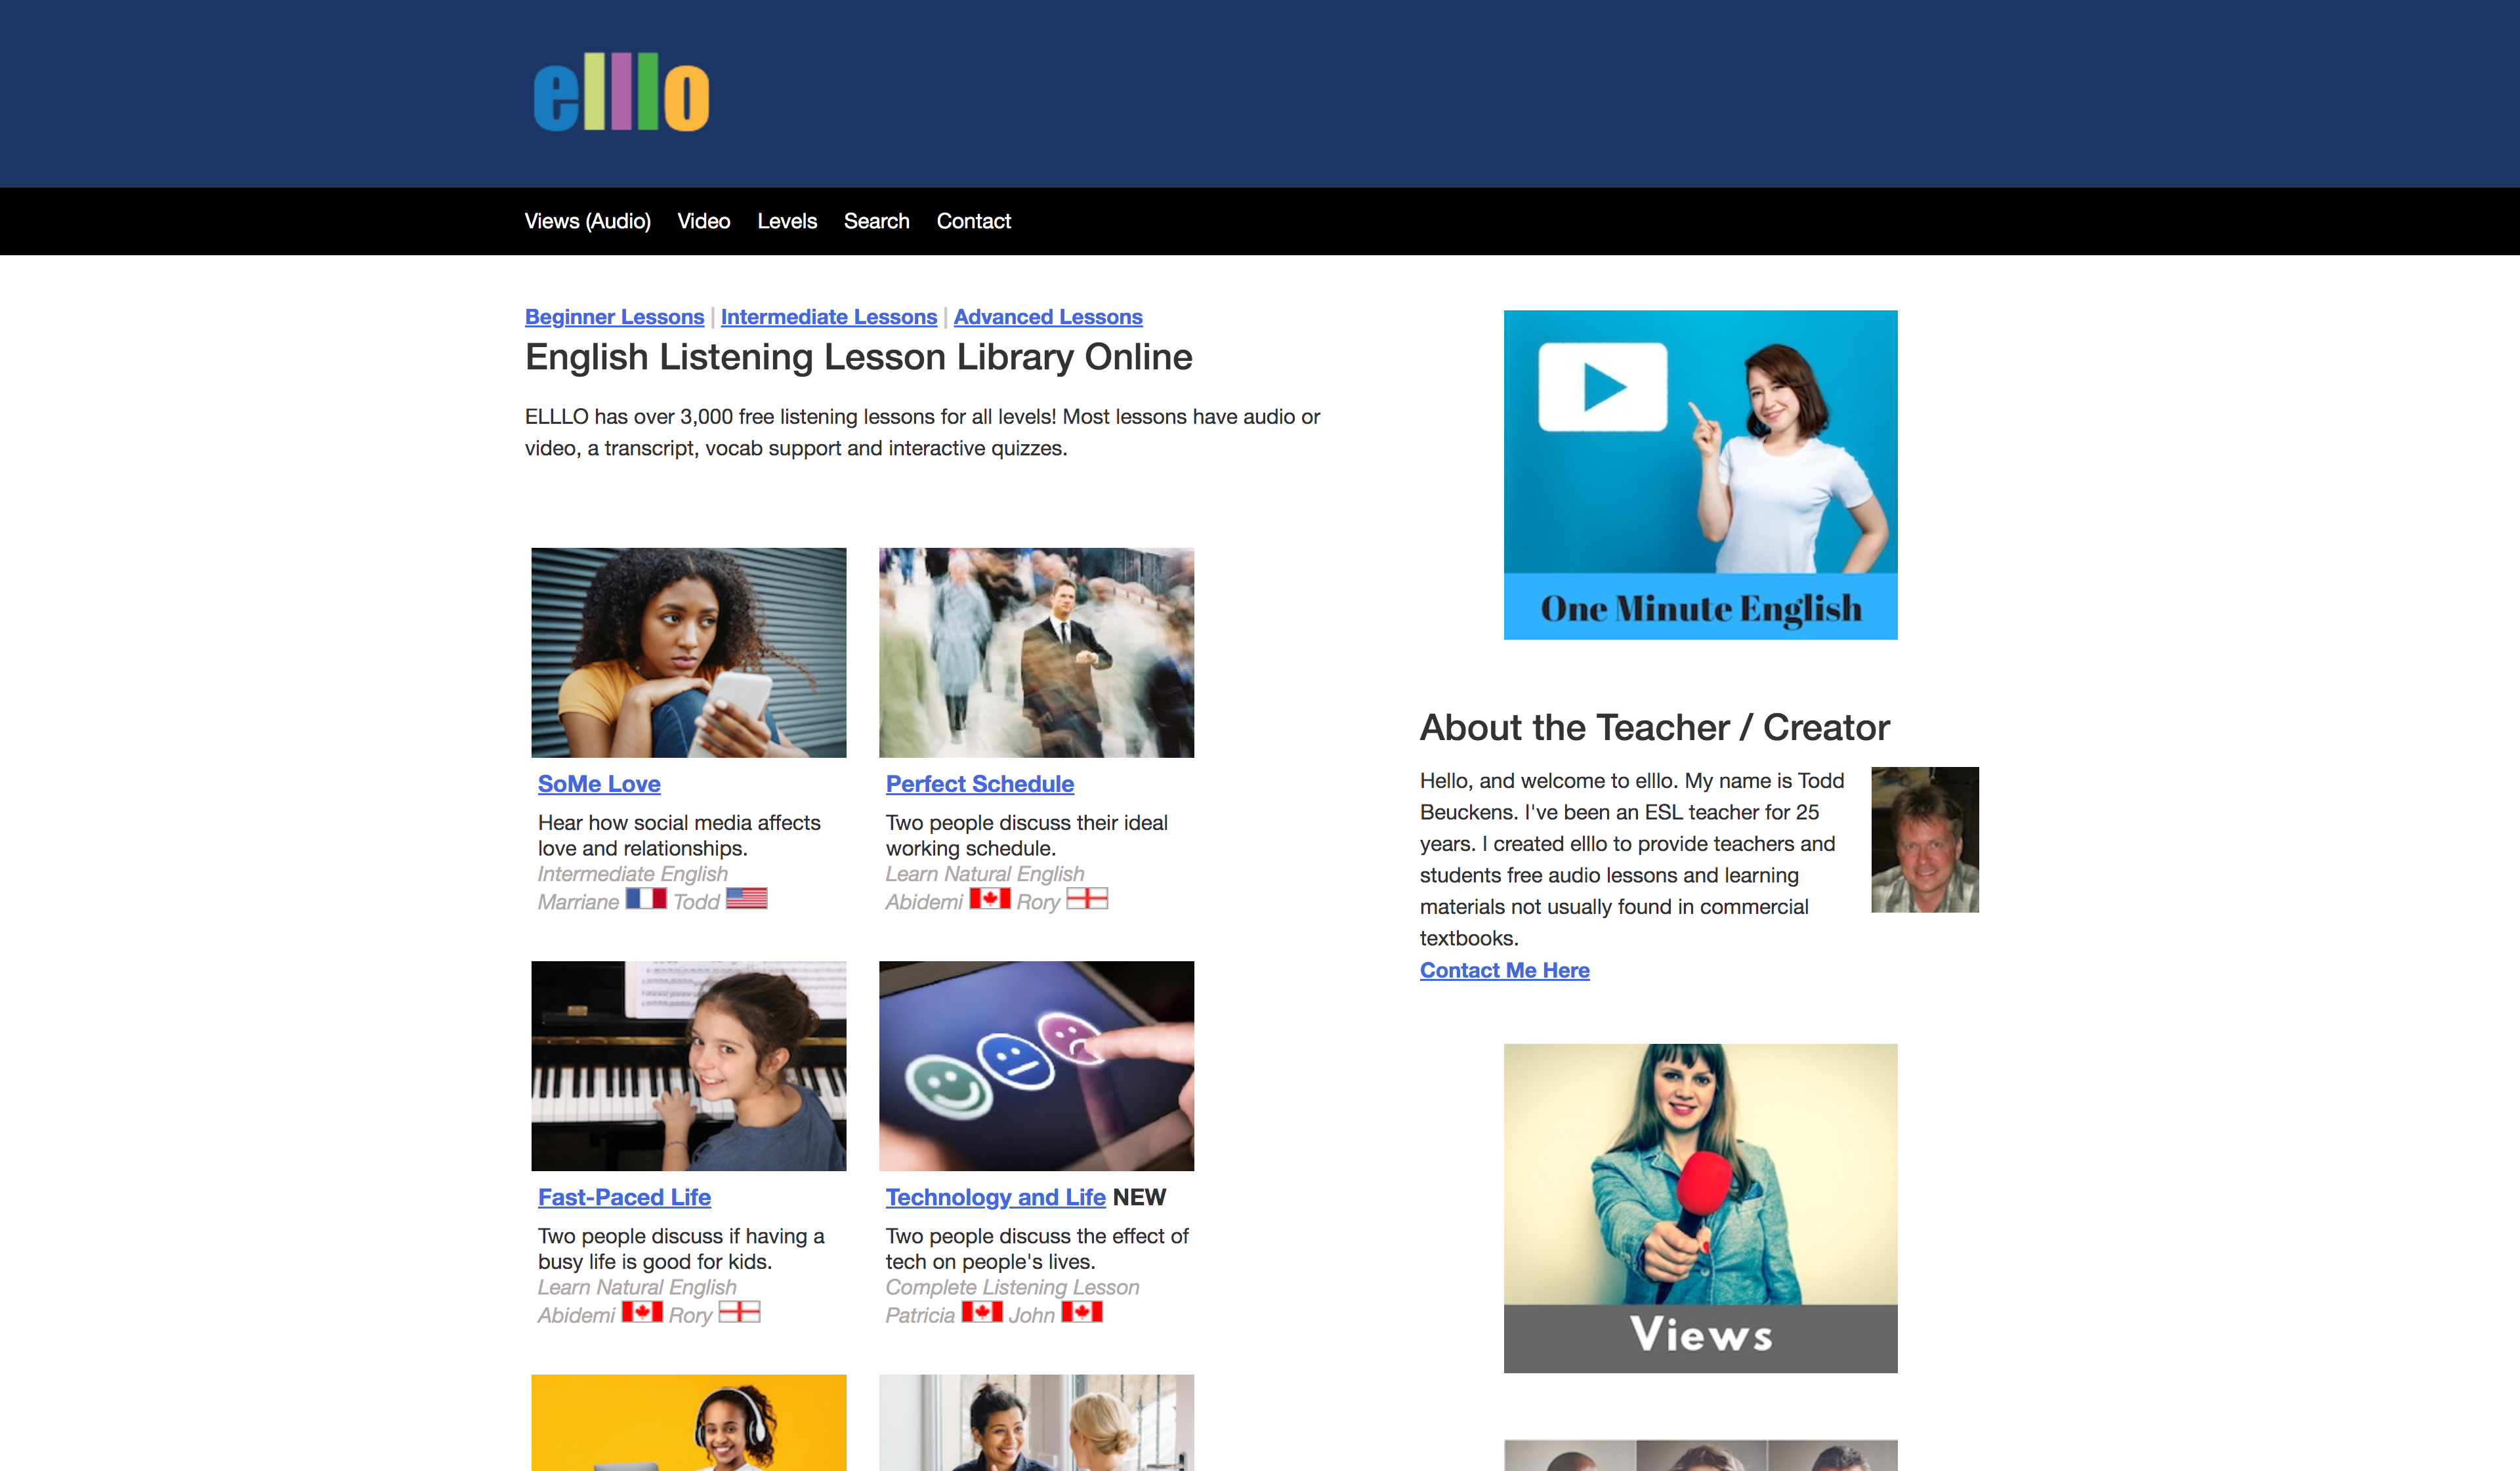 elllo
Views (Audio) Video Levels Search Contact
Beginner Lessons | Intermediate Lessons | Advanced Lessons
English Listening Lesson Library Online
ELLLO has over 3,000 free listening lessons for all levels! Most lessons have audio or
video, a transcript, vocab support and interactive quizzes.
SoMe Love
Hear how social media affects
love and relationships.
Intermediate English
Marriane Todd
Perfect Schedule
Two people discuss their ideal
working schedule.
Learn Natural English
Abidemi Rory
Fast-Paced Life
Two people discuss if having a
busy life is good for kids.
Learn Natural English
Abidemi Rory
Technology and Life NEW
Two people discuss the effect of
tech on people's lives.
Complete Listening Lesson
Patricia John
One Minute English
About the Teacher / Creator
Hello, and welcome to elllo. My name is Todd
Beuckens. I've been an ESL teacher for 25
years. I created elllo to provide teachers and
students free audio lessons and learning
materials not usually found in commercial
textbooks.
Contact Me Here
Views